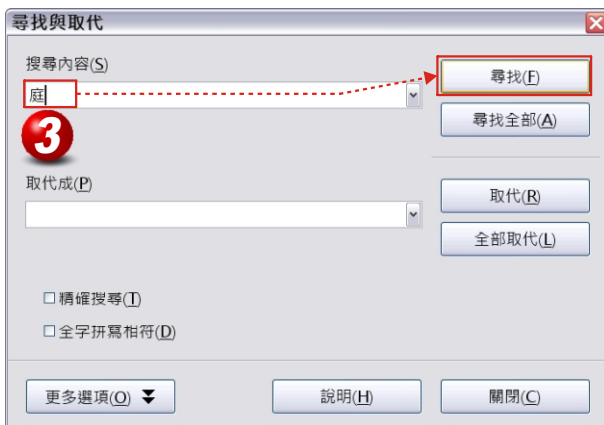 尋找與取代
搜尋內容(S)
庭
尋找(F)
尋找全部(A)
3
取代成(P)
取代(R)
全部取代(L)
精確搜尋(T)
全字拼寫相符(D)
更多選項(O)
說明(H)
關閉(C)